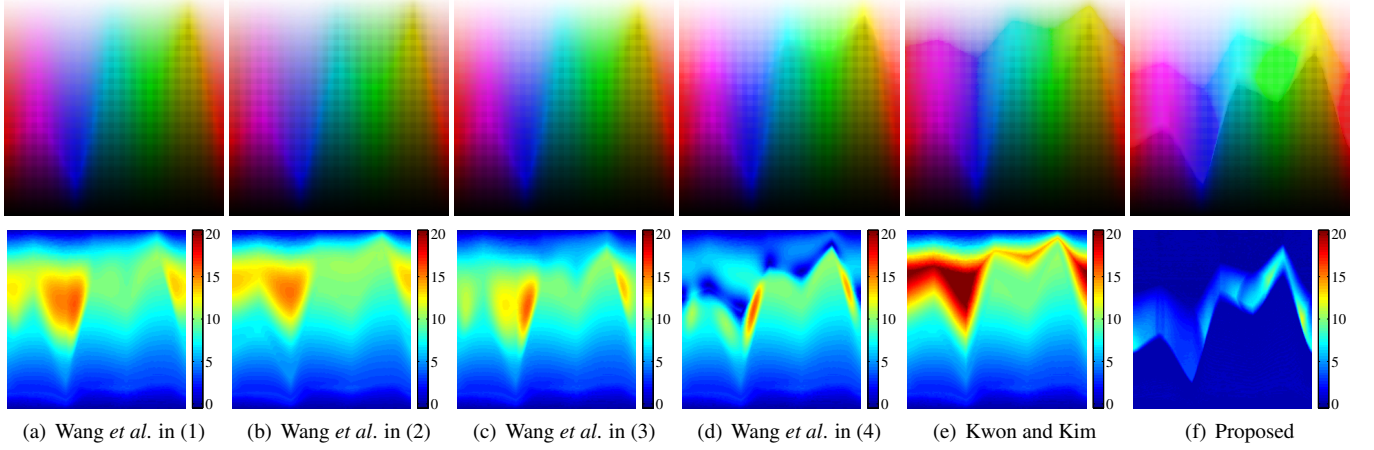 20 20 20 20 20 20
15 15 15 15 15 15
10 10 10 10 10 10
5 5 5 5 5 5
0 0 0 0 0 0
(a) Wang et al. in (1) (b) Wang et al. in (2) (c) Wang et al. in (3) (d) Wang et al. in (4) (e) Kwon and Kim (f) Proposed